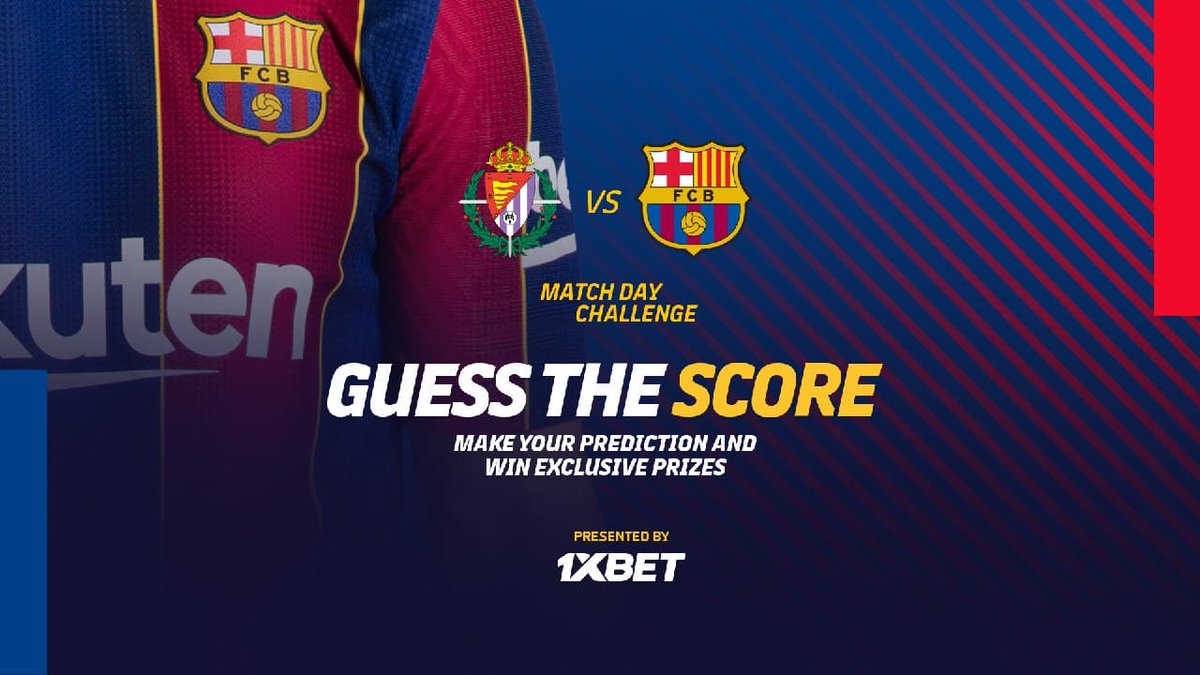 FCB
VS
FCB
MATCH DAY
CHALLENGE
kuten
GUESS THE SCORE
MAKE YOUR PREDICTION AND
WIN EXCLUSIVE PRIZES
PRESENTED BY
1XBET